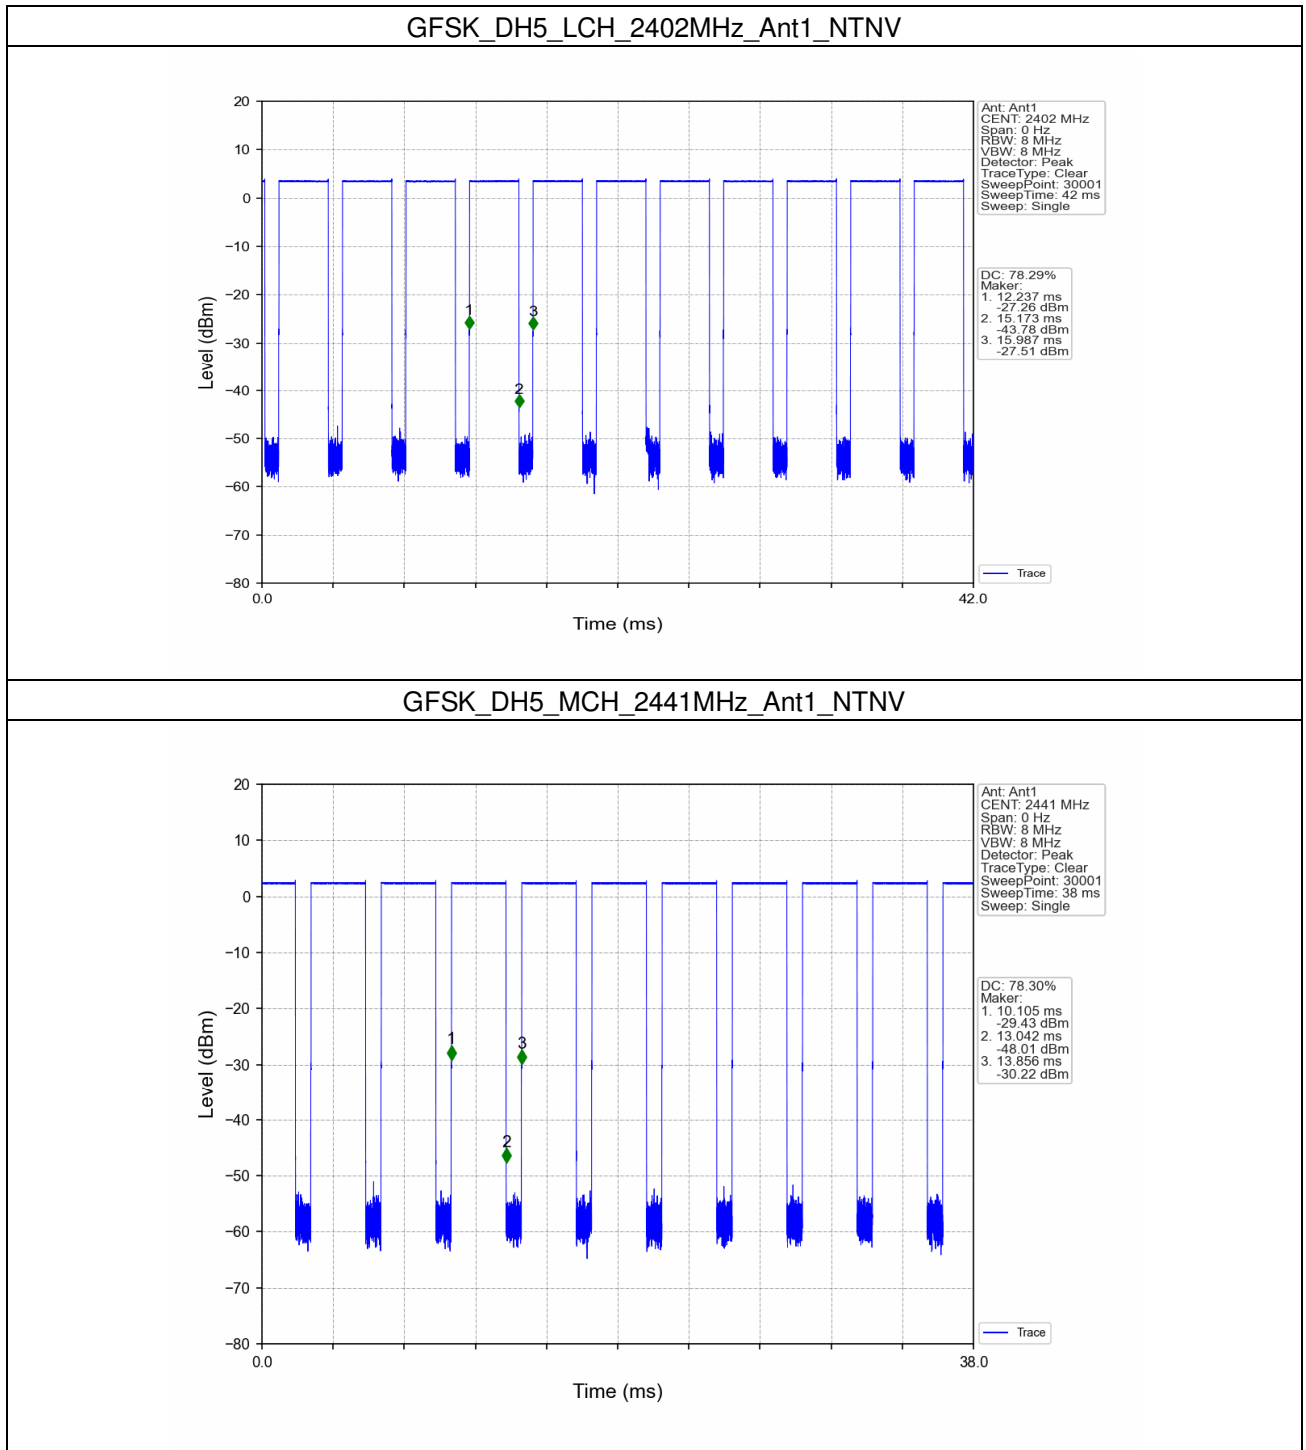 GFSK_DH5_LCH_2402MHz_Ant1_NTNV
20
10
0
−10
−20
−30
−40
−50
−60
−70
−80
Level (dBm)
1
2
3
0.0
42.0
Time (ms)
Ant: Ant1
CENT: 2402 MHz
Span: 0 Hz
RBW: 8 MHz
VBW: 8 MHz
Detector: Peak
TraceType: Clear
SweepPoint: 30001
SweepTime: 42 ms
Sweep: Single
DC: 78.29%
Maker:
1. 12.237 ms
-27.26 dBm
2. 15.173 ms
-43.78 dBm
3. 15.987 ms
-27.51 dBm
Trace
GFSK_DH5_MCH_2441MHz_Ant1_NTNV
20
10
0
−10
−20
−30
−40
−50
−60
−70
−80
Level (dBm)
1
2
3
0.0
38.0
Time (ms)
Ant: Ant1
CENT: 2441 MHz
Span: 0 Hz
RBW: 8 MHz
VBW: 8 MHz
Detector: Peak
TraceType: Clear
SweepPoint: 30001
SweepTime: 38 ms
Sweep: Single
DC: 78.30%
Maker:
1. 10.105 ms
-29.43 dBm
2. 13.042 ms
-48.01 dBm
3. 13.856 ms
-30.22 dBm
Trace